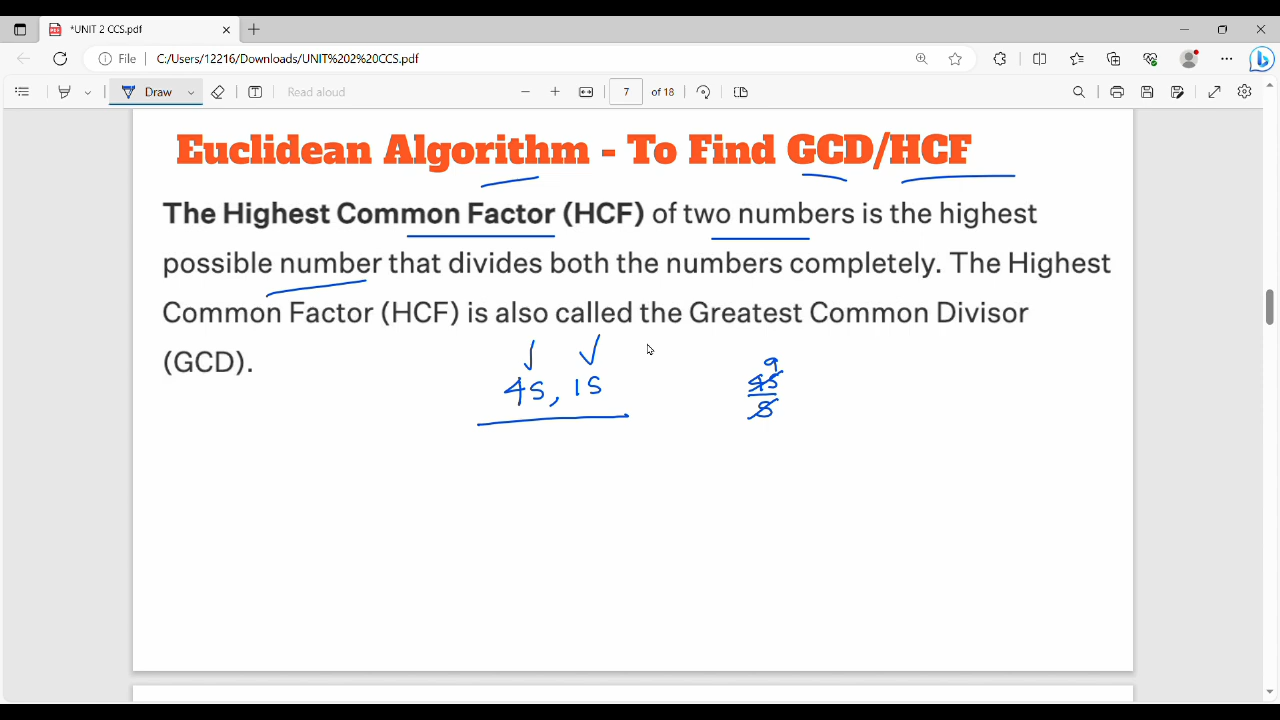 *UNIT 2 CCS.pdf
File C:/Users/12216/Downloads/UNIT%202%20CCS.pdf
Draw Read aloud 7 of 18
Euclidean Algorithm - To Find GCD/HCF
The Highest Common Factor (HCF) of two numbers is the highest
possible number that divides both the numbers completely. The Highest
Common Factor (HCF) is also called the Greatest Common Divisor
(GCD).
9
45, 15 45
5